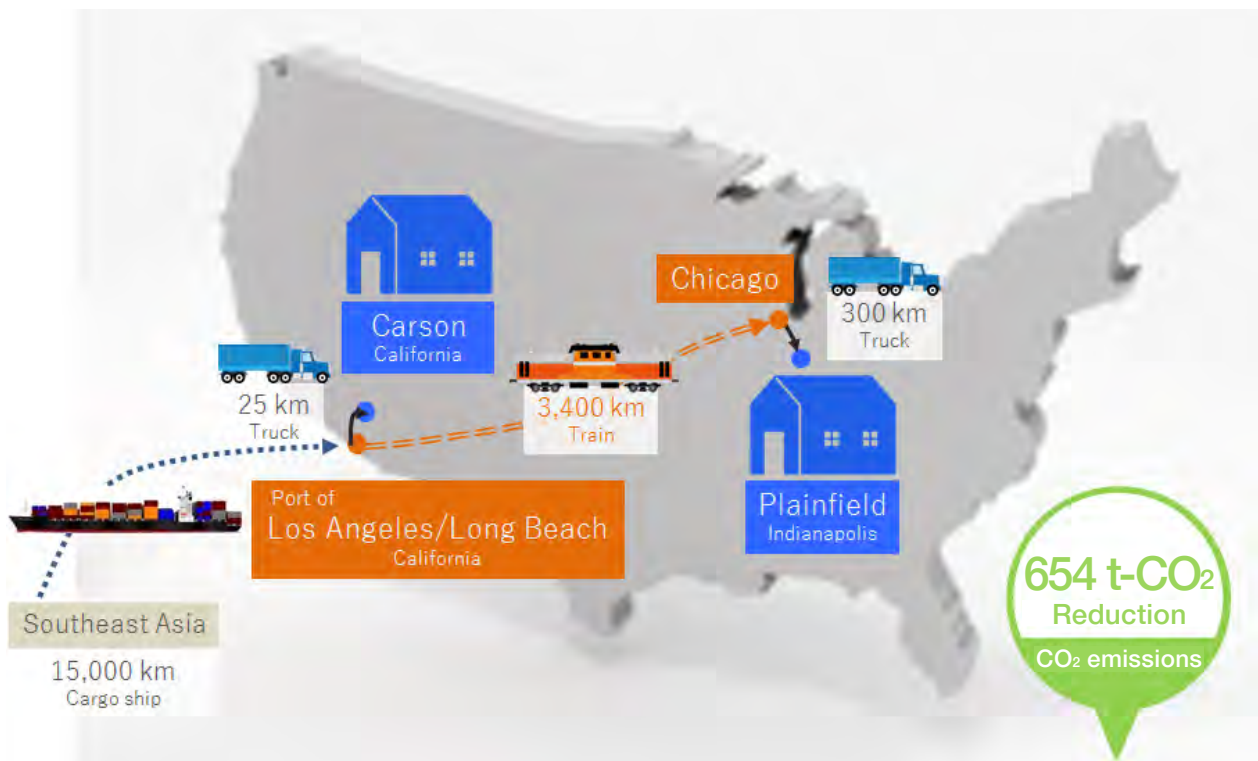 Carson
California
25 km
Truck
Port of
Los Angeles/Long Beach
California
Southeast Asia
15,000 km
Cargo ship
3,400 km
Train
Chicago
300 km
Truck
Plainfield
Indianapolis
654 t-CO₂
Reduction
CO₂ emissions